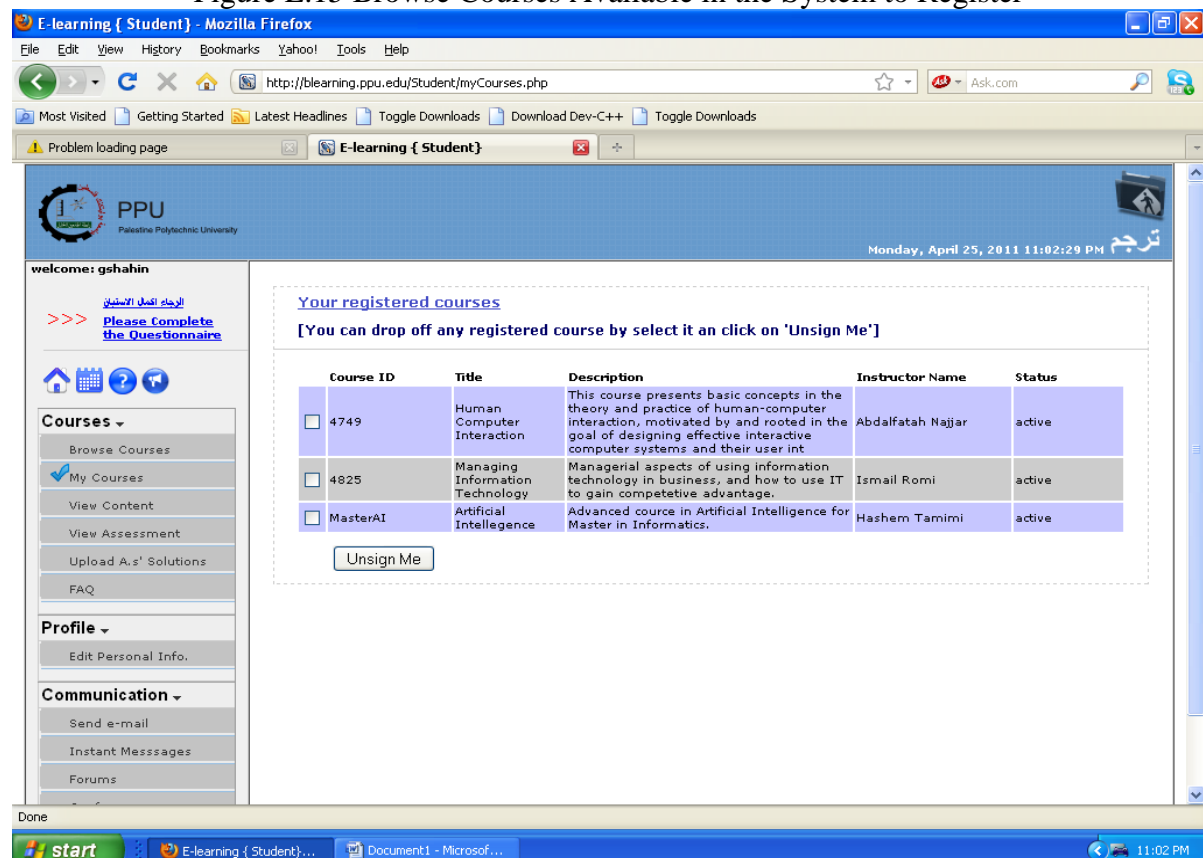 Figure E.15 Browse Courses Available in the System to Register
E-learning { Student} - Mozilla Firefox
File Edit View History Bookmarks Yahoo! Tools Help
http://blearning.ppu.edu/Student/myCourses.php
Ask.com
Most Visited Getting Started Latest Headlines Toggle Downloads Download Dev-C++ Toggle Downloads
Problem loading page
E-learning { Student}
PPU
Palestine Polytechnic University
Monday, April 25, 2011 11:02:29 PM
ترجم
welcome: gshahin
الرجاء اكمال الاستبيان
>>> Please Complete
the Questionnaire
Your registered courses
[You can drop off any registered course by select it an click on 'Unsign Me']
Course ID Title Description Instructor Name Status
4749
Human
Computer
Interaction
This course presents basic concepts in the
theory and practice of human-computer
interaction, motivated by and rooted in the
goal of designing effective interactive
computer systems and their user int
Abdalfatah Najjar
active
4825
Managing
Information
Technology
Managerial aspects of using information
technology in business, and how to use IT
to gain competetive advantage.
Ismail Romi
active
MasterAI
Artificial
Intellegence
Advanced cource in Artificial Intelligence for
Master in Informatics.
Hashem Tamimi
active
Unsign Me
Courses
Browse Courses
My Courses
View Content
View Assessment
Upload A.s' Solutions
FAQ
Profile
Edit Personal Info.
Communication
Send e-mail
Instant Messsages
Forums
Done
start
E-learning { Student}...
Document1 - Microsof...
11:02 PM